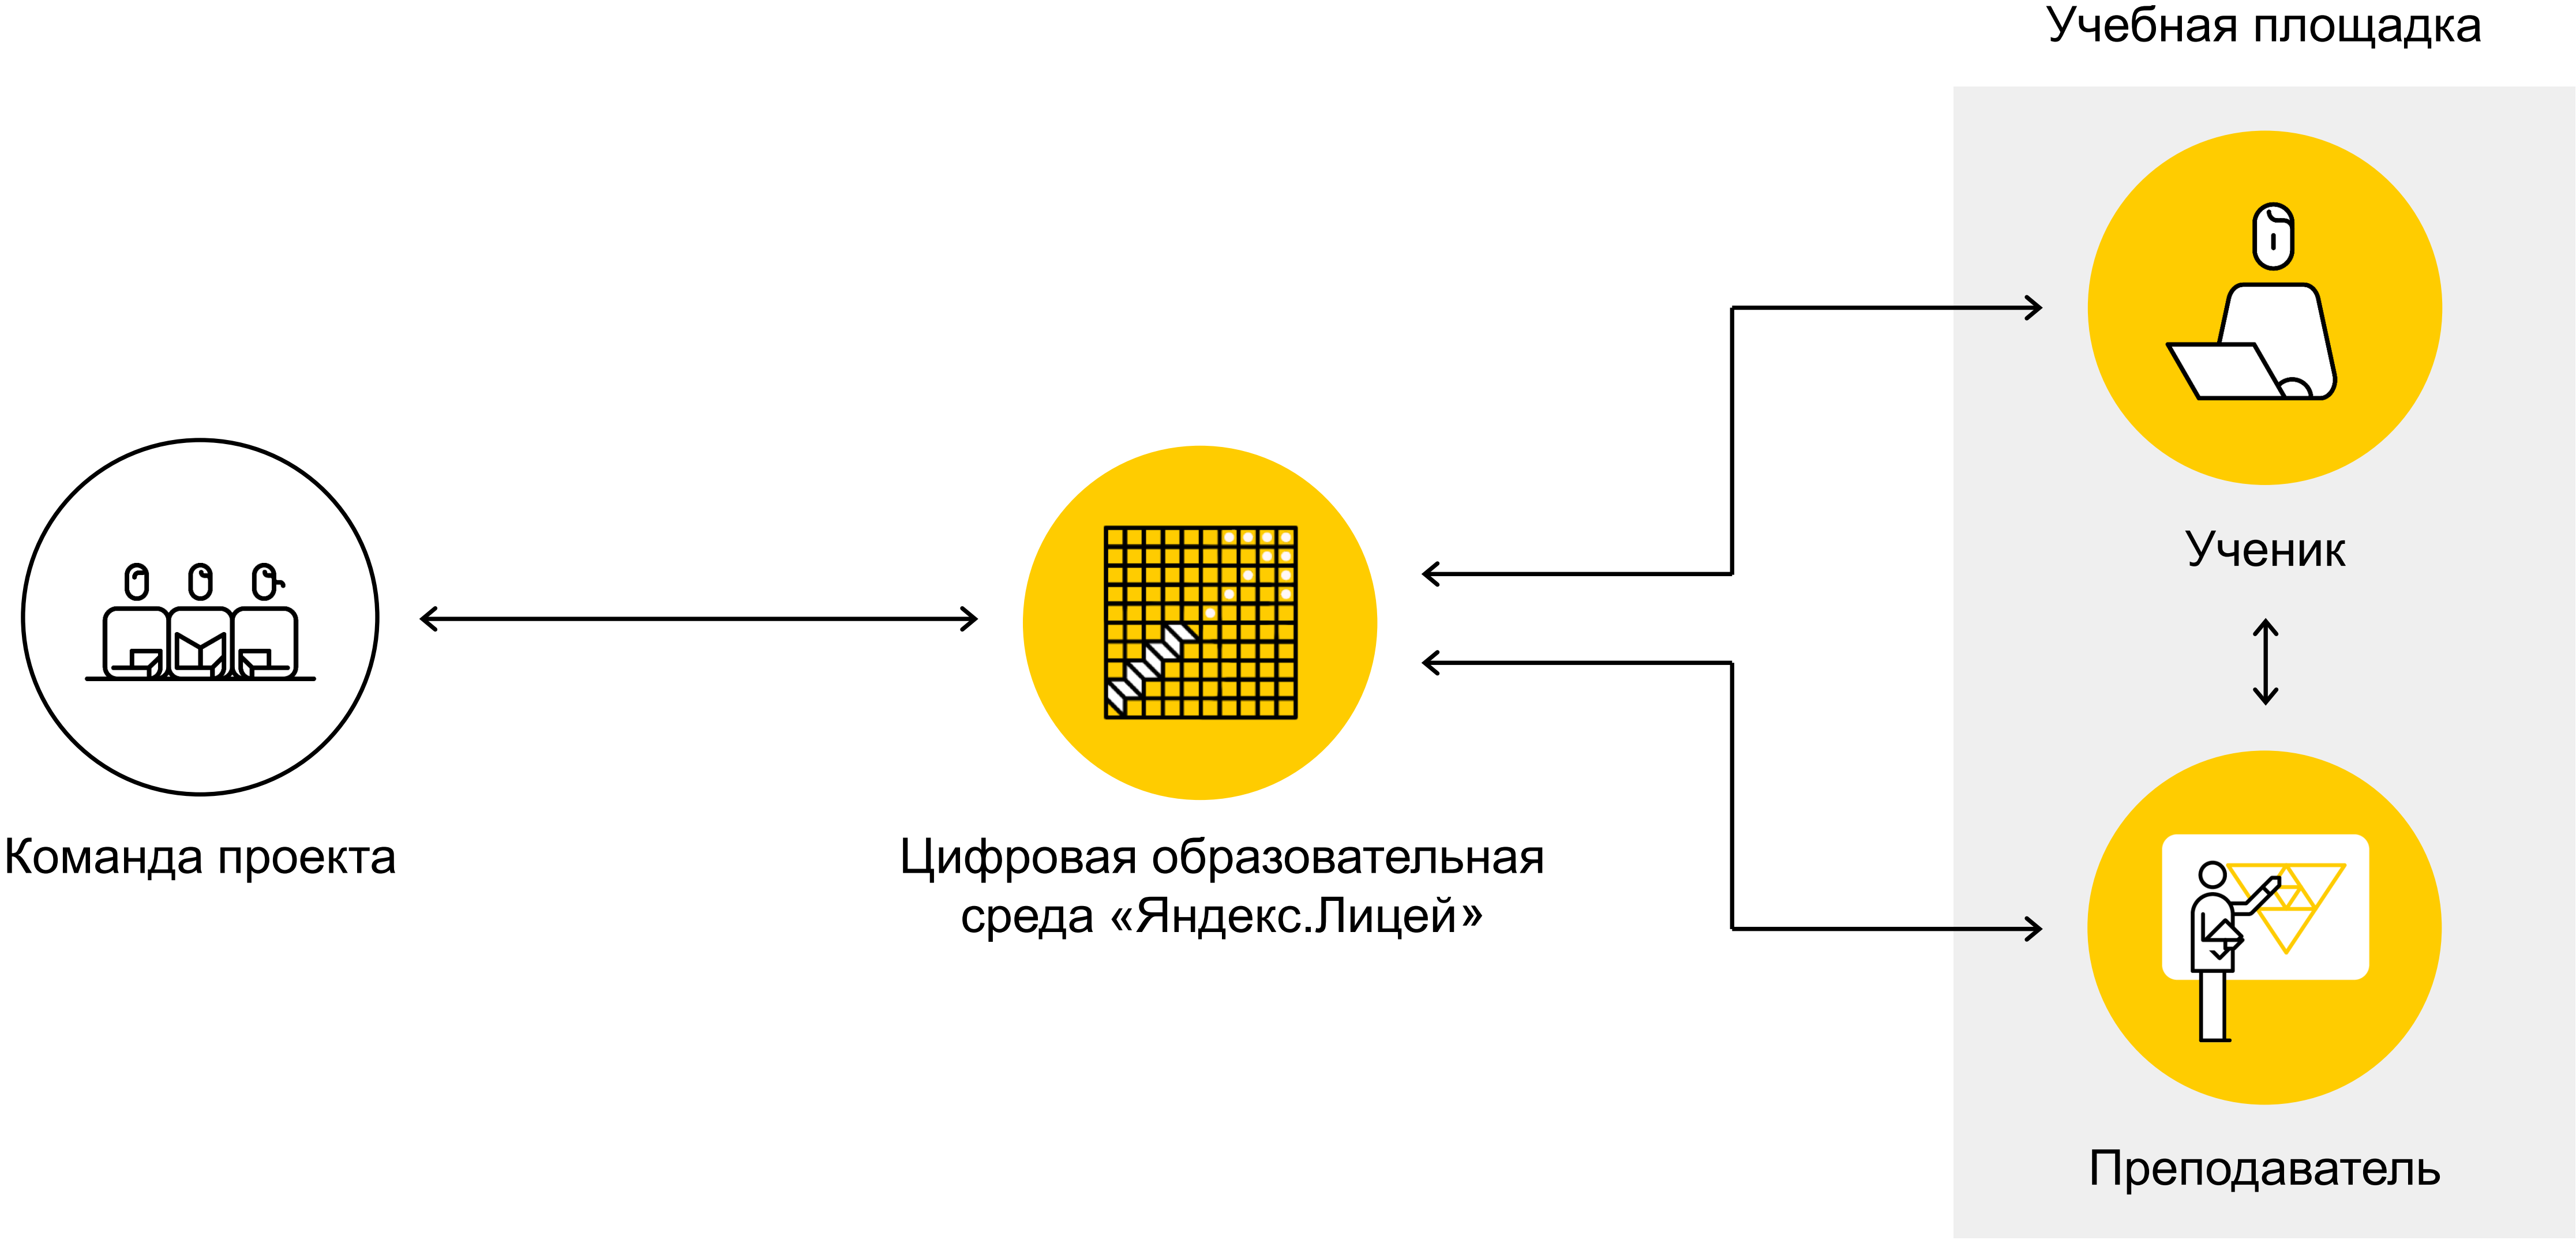 Учебная площадка
Ученик
Команда проекта
Цифровая образовательная
среда «Яндекс.Лицей»
Преподаватель